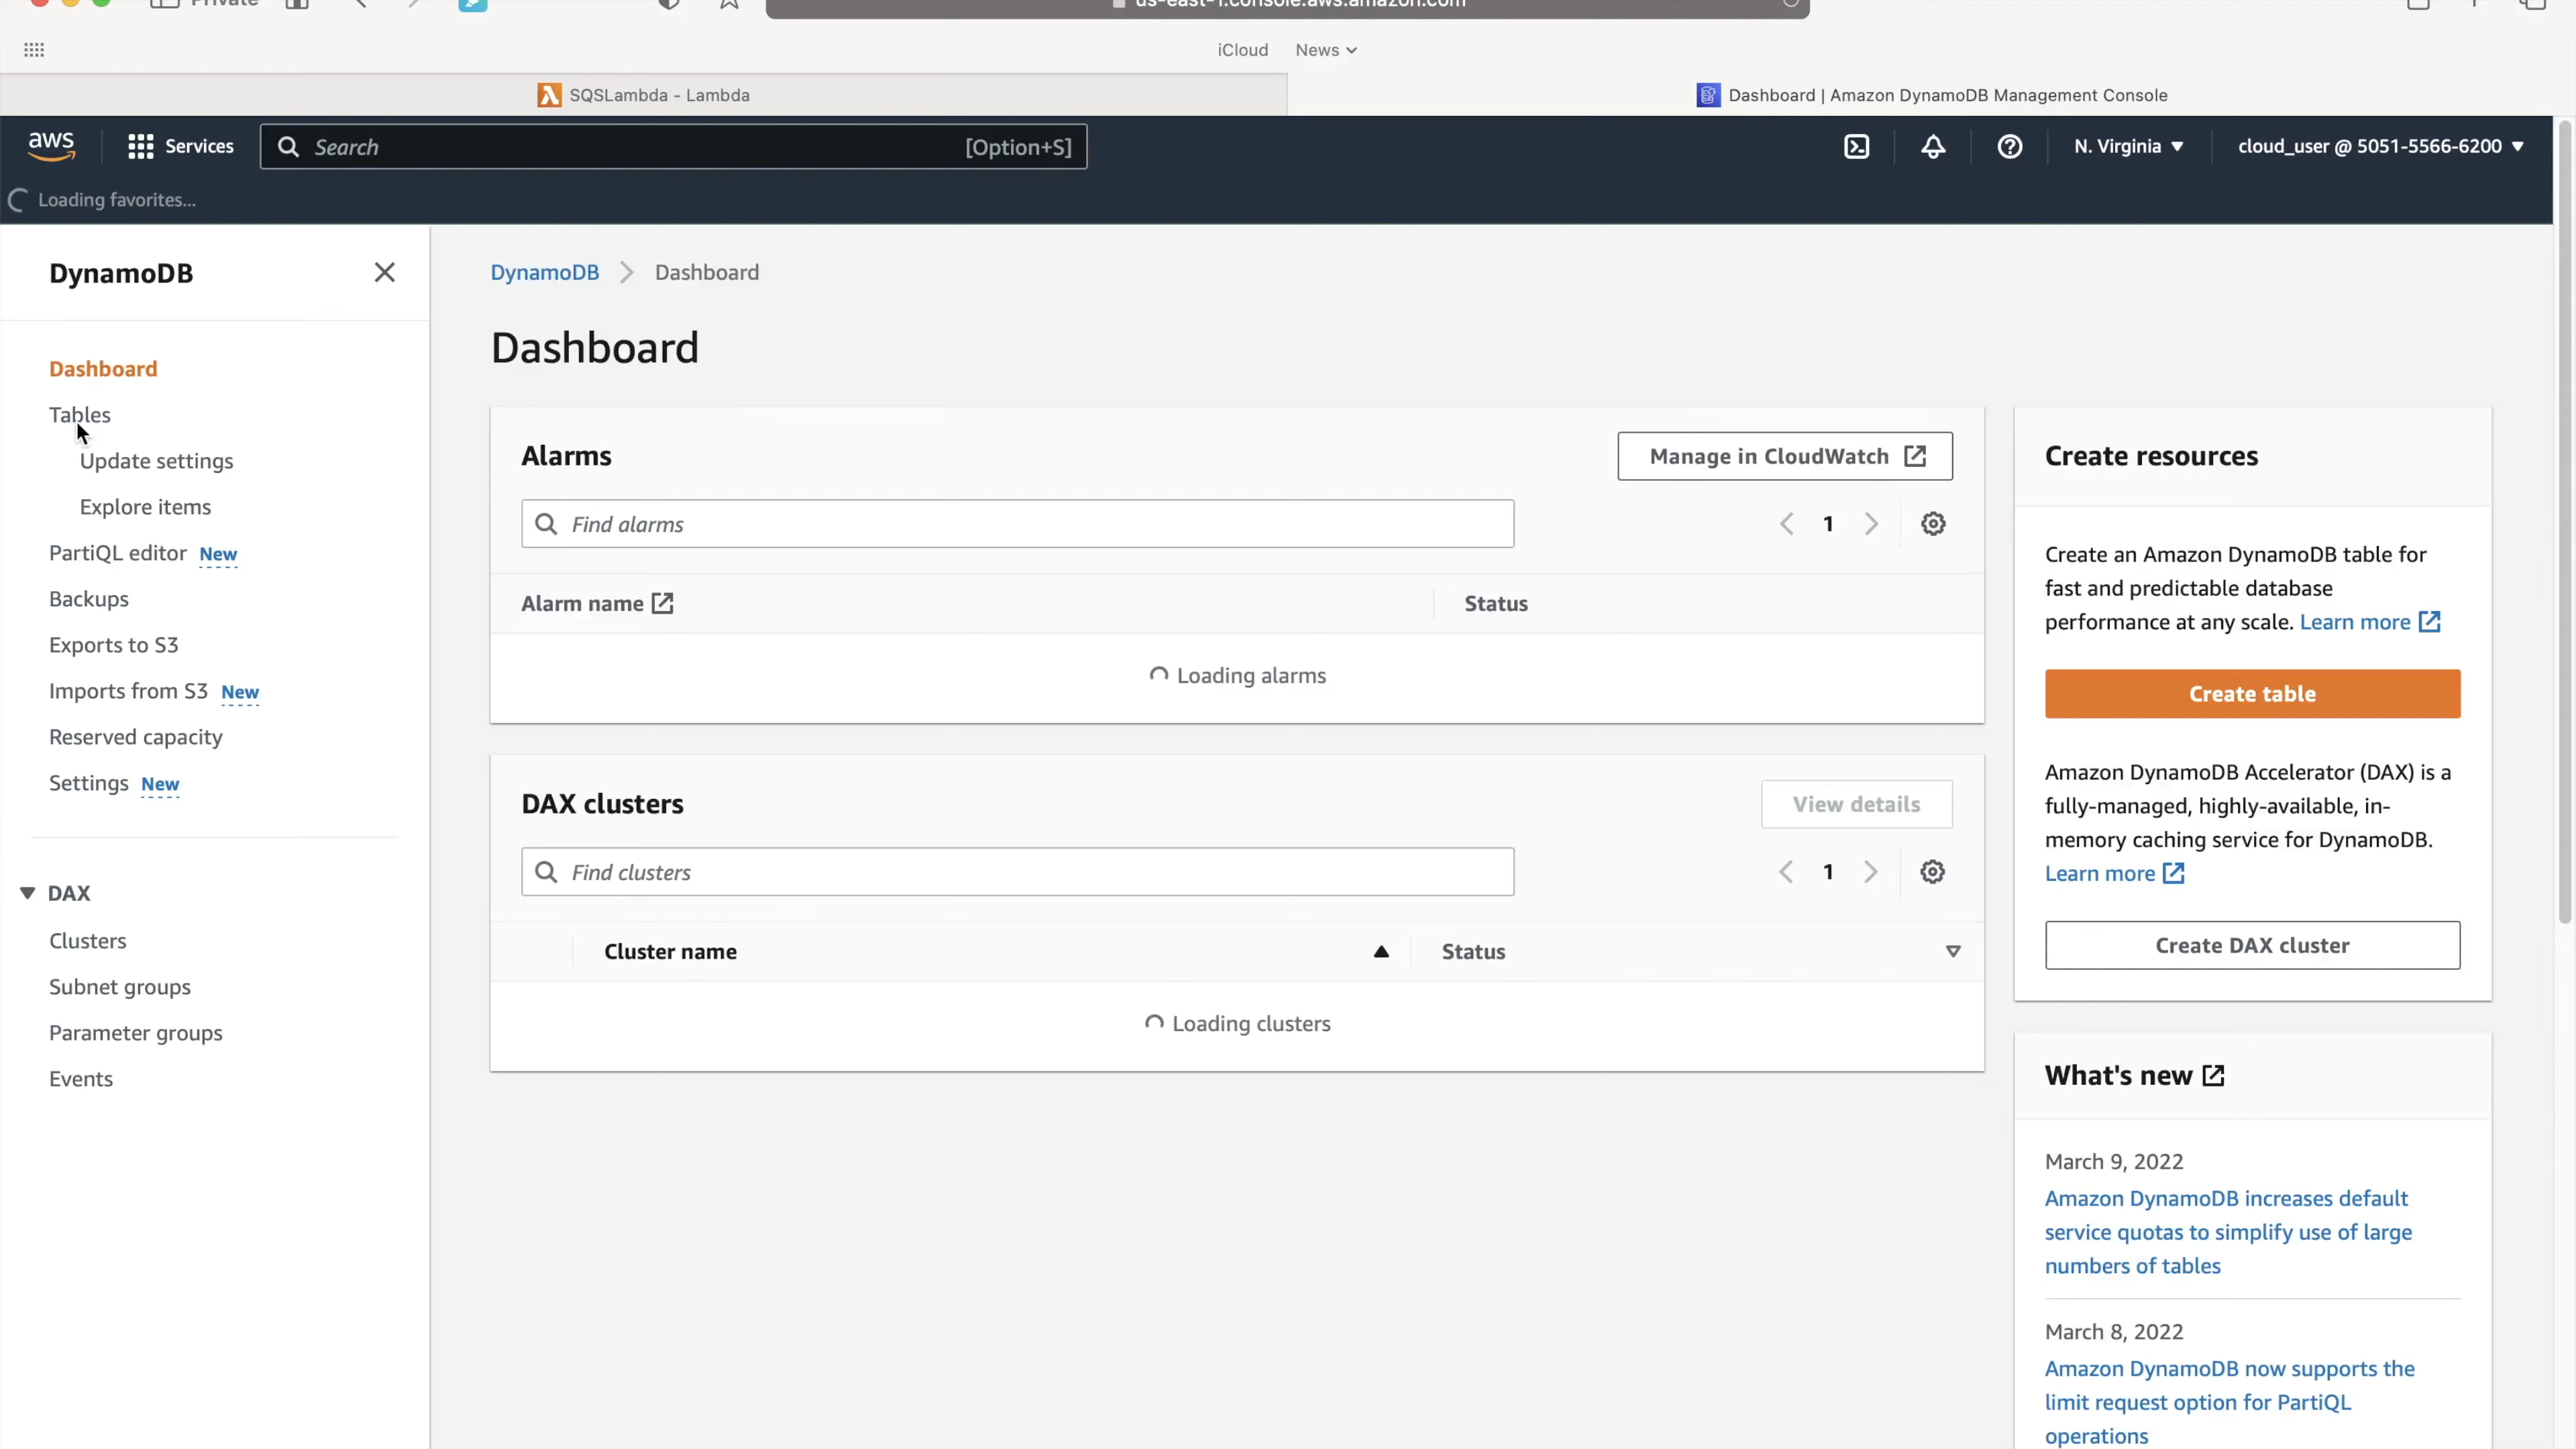 Private
us-east-1.console.aws.amazon.com
iCloud News
SQSLambda - Lambda
Dashboard | Amazon DynamoDB Management Console
aws
Services
Search [Option+S]
N. Virginia
cloud_user @ 5051-5566-6200
Loading favorites...
DynamoDB
Dashboard
Tables
Update settings
Explore items
PartiQL editor New
Backups
Exports to S3
Imports from S3 New
Reserved capacity
Settings New
DAX
Clusters
Subnet groups
Parameter groups
Events
DynamoDB Dashboard
Dashboard
Alarms
Manage in CloudWatch
Find alarms
1
Alarm name Status
Loading alarms
DAX clusters
View details
Find clusters
1
Cluster name Status
Loading clusters
Create resources
Create an Amazon DynamoDB table for
fast and predictable database
performance at any scale. Learn more
Create table
Amazon DynamoDB Accelerator (DAX) is a
fully-managed, highly-available, in-
memory caching service for DynamoDB.
Learn more
Create DAX cluster
What's new
March 9, 2022
Amazon DynamoDB increases default
service quotas to simplify use of large
numbers of tables
March 8, 2022
Amazon DynamoDB now supports the
limit request option for PartiQL
operations